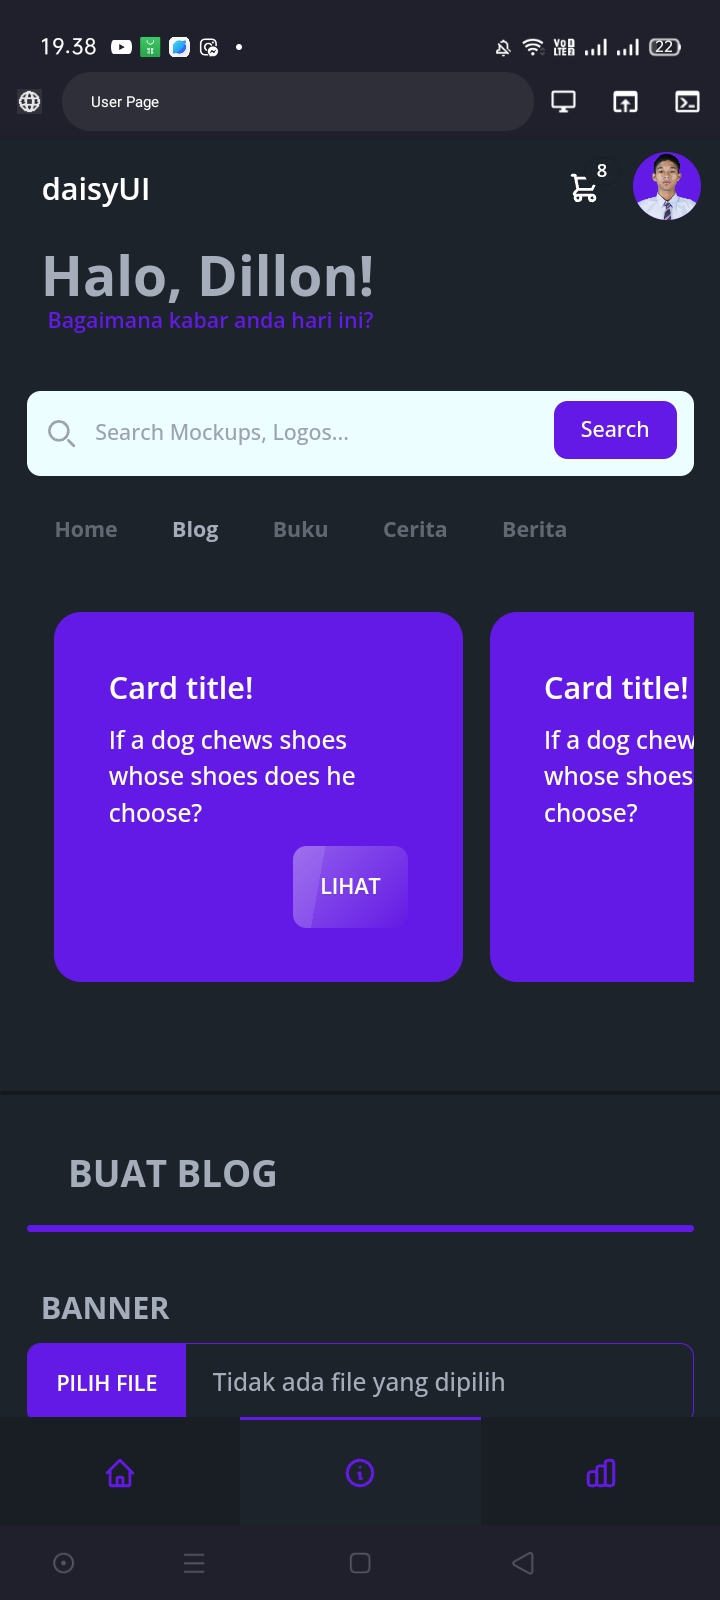 19.38
Vo) LTE 22
User Page
daisyUI
8
Halo, Dillon!
Bagaimana kabar anda hari ini?
Search Mockups, Logos...
Search
Home Blog Buku Cerita Berita
Card title!
If a dog chews shoes
whose shoes does he
choose?
LIHAT
Card title!
If a dog chew
whose shoes
choose?
BUAT BLOG
BANNER
PILIH FILE Tidak ada file yang dipilih